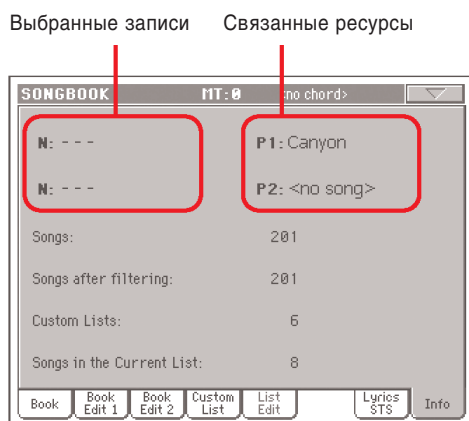 Выбранные записи Связанные ресурсы
SONGBOOK MT:0 <no chord>
N: --- P1: Canyon
N: --- P2: <no song>
Songs: 201
Songs after filtering: 201
Custom Lists: 6
Songs in the Current List: 8
Book Book Edit 1 Book Edit 2 Custom List List Edit Lyrics STS Info